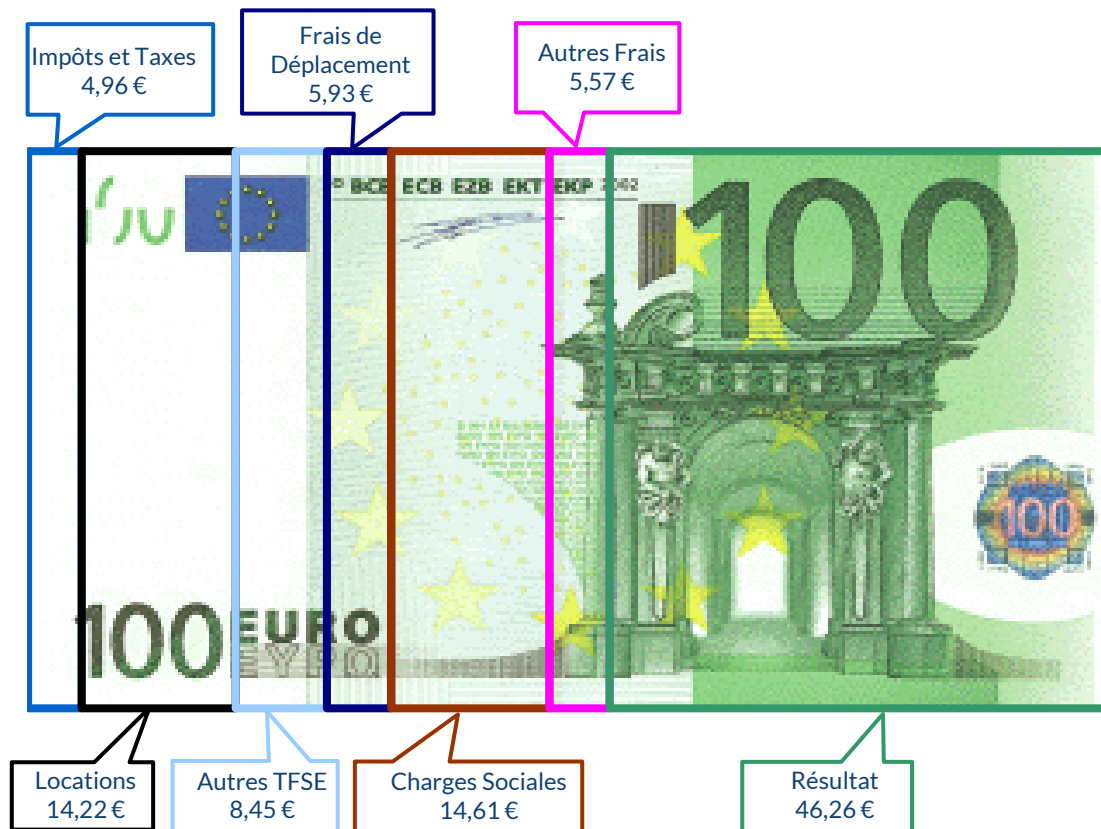 Impôts et Taxes
4,96 €
Frais de
Déplacement
5,93 €
Autres Frais
5,57 €
BCE ECB EZB EKT EKP 2002
100
100
100 EURO
ΕΥΡΩ
Locations
14,22 €
Autres TFSE
8,45 €
Charges Sociales
14,61 €
Résultat
46,26 €